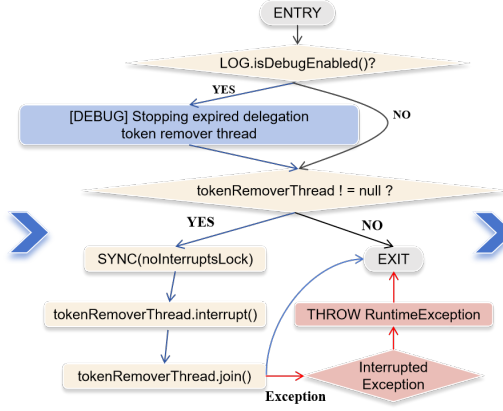 ENTRY
LOG.isDebugEnabled()?
YES
NO
[DEBUG] Stopping expired delegation
token remover thread
tokenRemoverThread ! = null ?
YES
NO
SYNC(noInterruptsLock)
EXIT
tokenRemoverThread.interrupt()
THROW RuntimeException
tokenRemoverThread.join()
Interrupted
Exception
Exception